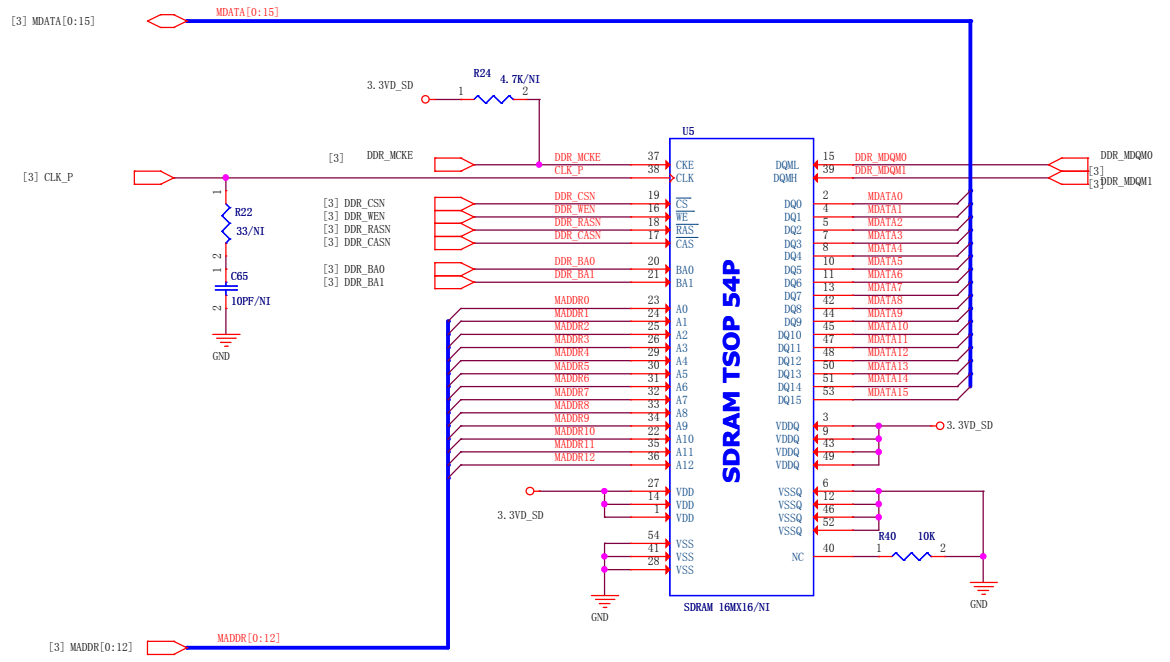 [3] MDATA[0:15]
MDATA[0:15]
R24
4.7K/NI
3.3VD_SD
1
2
U5
[3]
DDR_MCKE
DDR_MCKE
37
CKE
DQML
15
DDR_MDQM0
DDR_MDQM0
[3] CLK_P
CLK_P
38
CLK
DQMH
39
DDR_MDQM1
[3]
[3]
DDR_MDQM1
1
R22
33/NI
2
1
C65
10PF/NI
2
GND
[3] DDR_CSN
DDR_CSN
19
CS
[3] DDR_WEN
DDR_WEN
16
WE
[3] DDR_RASN
DDR_RASN
18
RAS
[3] DDR_CASN
DDR_CASN
17
CAS
[3] DDR_BA0
DDR_BA0
20
BA0
[3] DDR_BA1
DDR_BA1
21
BA1
MADDR0
23
A0
MADDR1
24
A1
MADDR2
25
A2
MADDR3
26
A3
MADDR4
29
A4
MADDR5
30
A5
MADDR6
31
A6
MADDR7
32
A7
MADDR8
33
A8
MADDR9
34
A9
MADDR10
22
A10
MADDR11
35
A11
MADDR12
36
A12
27
VDD
14
VDD
1
VDD
3.3VD_SD
54
VSS
41
VSS
28
VSS
GND
SDRAM TSOP 54P
DQ0
2
MDATA0
DQ1
4
MDATA1
DQ2
5
MDATA2
DQ3
7
MDATA3
DQ4
8
MDATA4
DQ5
10
MDATA5
DQ6
11
MDATA6
DQ7
13
MDATA7
DQ8
42
MDATA8
DQ9
44
MDATA9
DQ10
45
MDATA10
DQ11
47
MDATA11
DQ12
48
MDATA12
DQ13
50
MDATA13
DQ14
51
MDATA14
DQ15
53
MDATA15
VDDQ
3
3.3VD_SD
VDDQ
9
VDDQ
43
VDDQ
49
VSSQ
6
VSSQ
12
VSSQ
46
VSSQ
52
R40
10K
NC
40
1
2
GND
SDRAM 16MX16/NI
[3] MADDR[0:12]
MADDR[0:12]